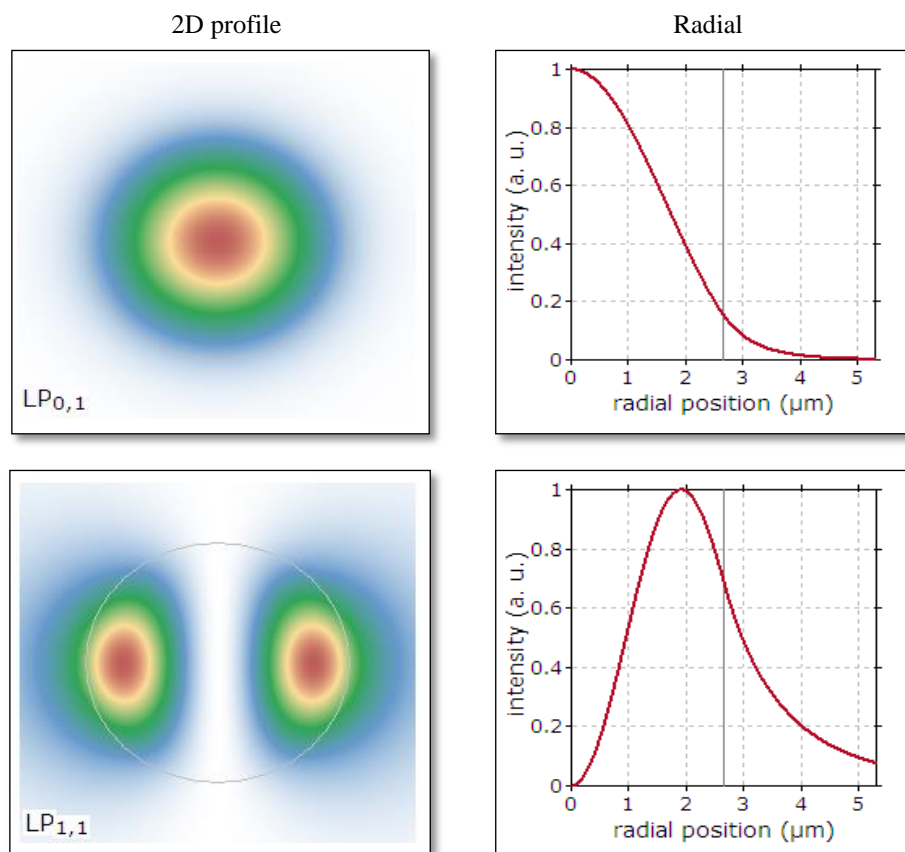 2D profile
Radial
LP0,1
intensity (a. u.)
1
0.8
0.6
0.4
0.2
0
0 1 2 3 4 5
radial position (µm)
LP1,1
intensity (a. u.)
1
0.8
0.6
0.4
0.2
0
0 1 2 3 4 5
radial position (µm)